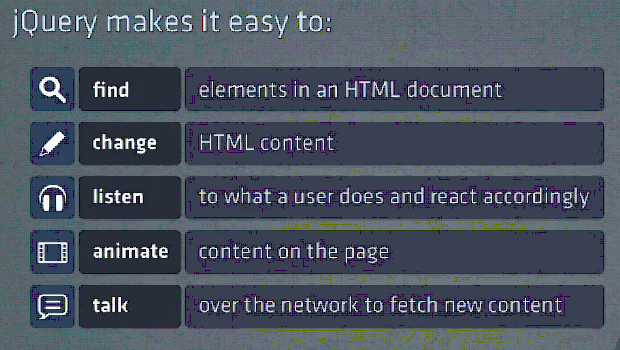 jQuery makes it easy to:
find elements in an HTML document
change HTML content
listen to what a user does and react accordingly
animate content on the page
talk over the network to fetch new content